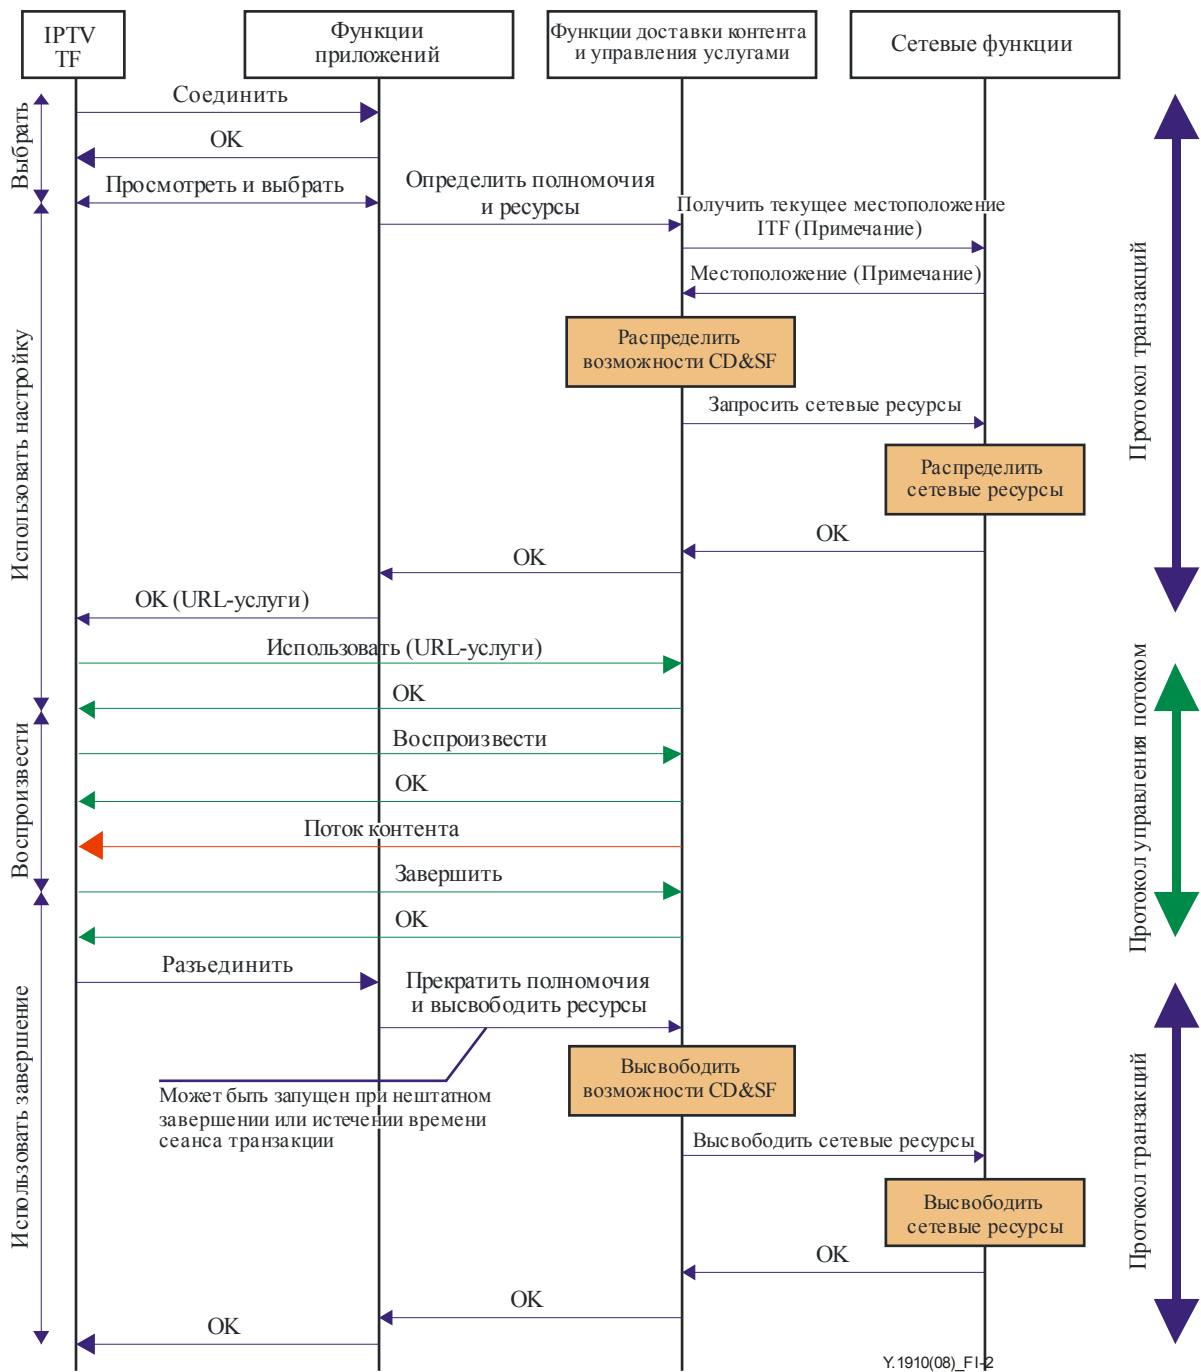 IPTV
TF
Функции
приложений
Функции доставки контента
и управления услугами
Сетевые функции
Соединить
OK
Просмотреть и выбрать
Определить полномочия
и ресурсы
Получить текущее местоположение
ITF (Примечание)
Местоположение (Примечание)
Распределить
возможности CD&SF
Запросить сетевые ресурсы
Распределить
сетевые ресурсы
OK
OK
OK (URL-услуги)
Использовать (URL-услуги)
OK
Воспроизвести
OK
Поток контента
Завершить
OK
Разъединить
Прекратить полномочия
и высвободить ресурсы
Может быть запущен при нештатном
завершении или истечении времени
сеанса транзакции
Высвободить
возможности CD&SF
Высвободить сетевые ресурсы
Высвободить
сетевые ресурсы
OK
OK
OK
Выбрать
Использовать настройку
Воспроизвести
Использовать завершение
Протокол транзакций
Протокол управления потоком
Протокол транзакций
Y.1910(08)_FI-2